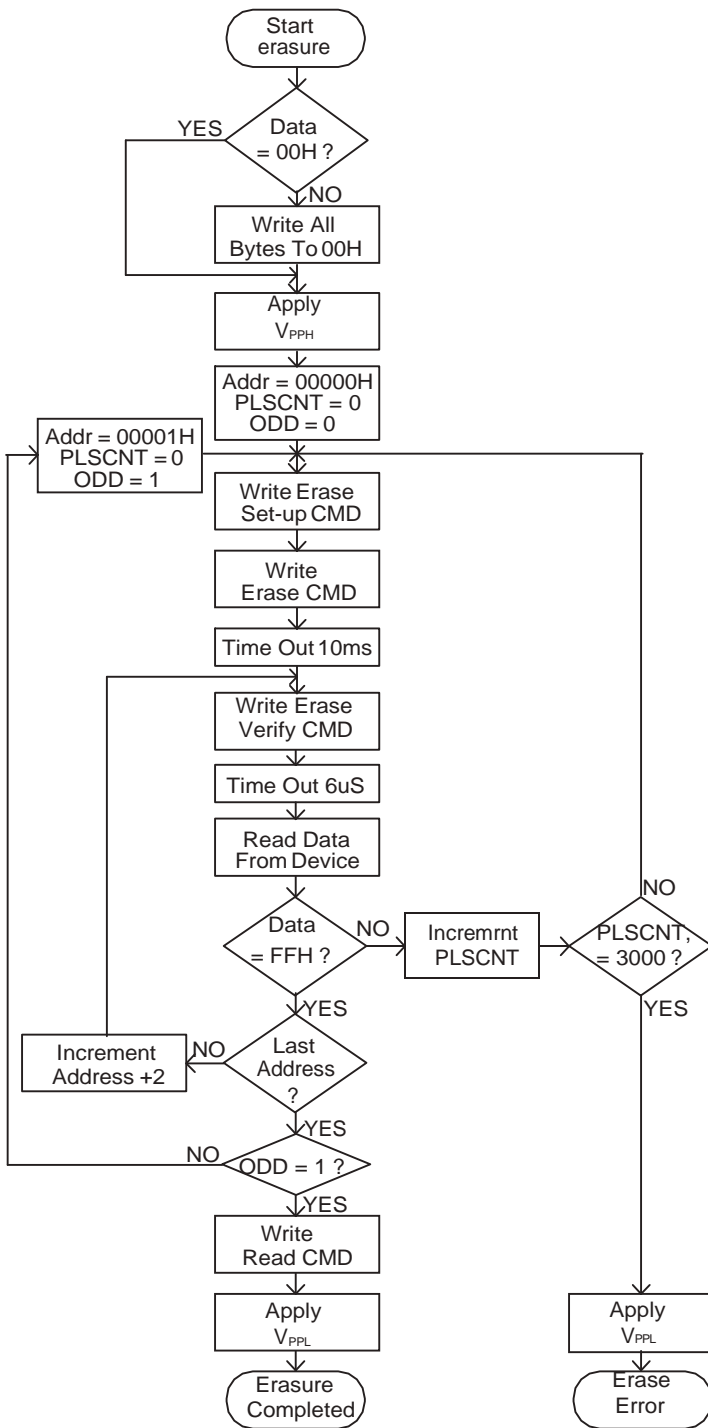 Start
erasure
YES
Data
= 00H ?
NO
Write All
Bytes To 00H
Apply
VPPH
Addr = 00000H
PLSCNT = 0
ODD = 0
Addr = 00001H
PLSCNT = 0
ODD = 1
Write Erase
Set-up CMD
Write
Erase CMD
Time Out 10ms
Write Erase
Verify CMD
Time Out 6uS
Read Data
From Device
Data
= FFH ?
NO
Incremrnt
PLSCNT
NO
PLSCNT,
= 3000 ?
YES
YES
Increment
Address +2
NO
Last
Address
?
YES
NO
ODD = 1 ?
YES
Write
Read CMD
Apply
VPPL
Apply
VPPL
Erasure
Completed
Erase
Error